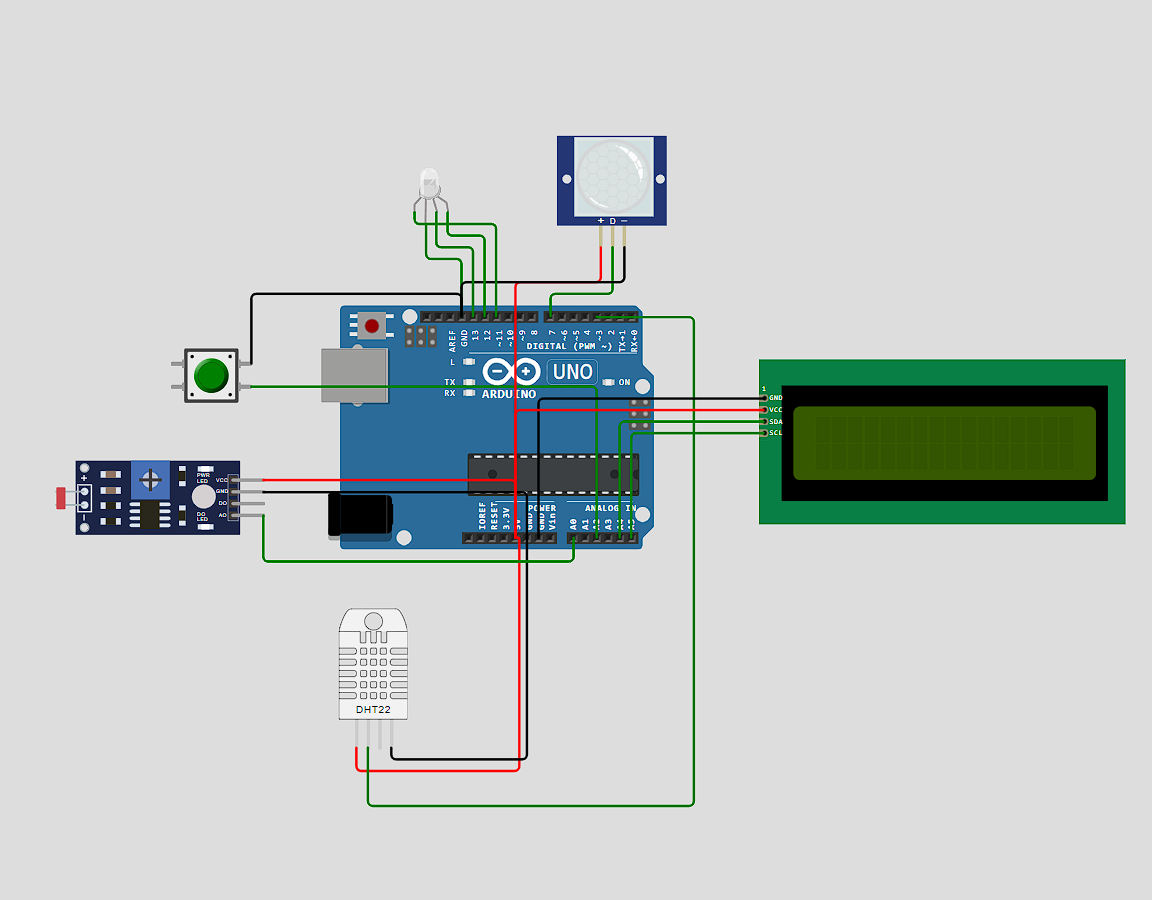 + D −
AREF
GND
13
12
~11
~10
~9
8
7
~6
~5
4
~3
2
TX→1
RX←0
DIGITAL (PWM ~)
L
UNO
TX
RX
ON
ARDUINO
1
GND
VCC
SDA
SCL
PWR
LED
VCC
GND
DO
AO
DO
LED
+
POWER
ANALOG IN
IOREF
RESET
3.3V
5V
GND
GND
Vin
A0
A1
A2
A3
A4
A5
DHT22